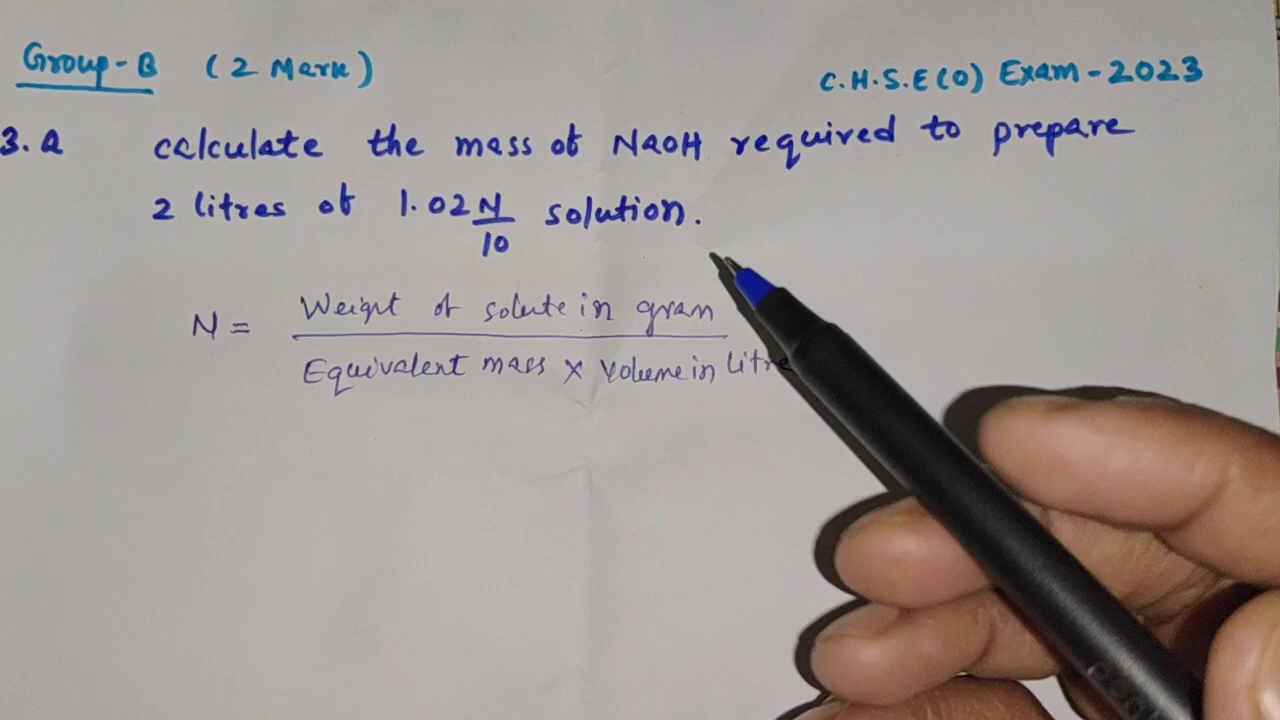 Group-B (2 Mark) C.H.S.E(O) Exam-2023
3.a calculate the mass of NaOH required to prepare
2 litres of 1.02 N/10 solution.
N = Weight of solute in gram
Equivalent mass x volume in litre